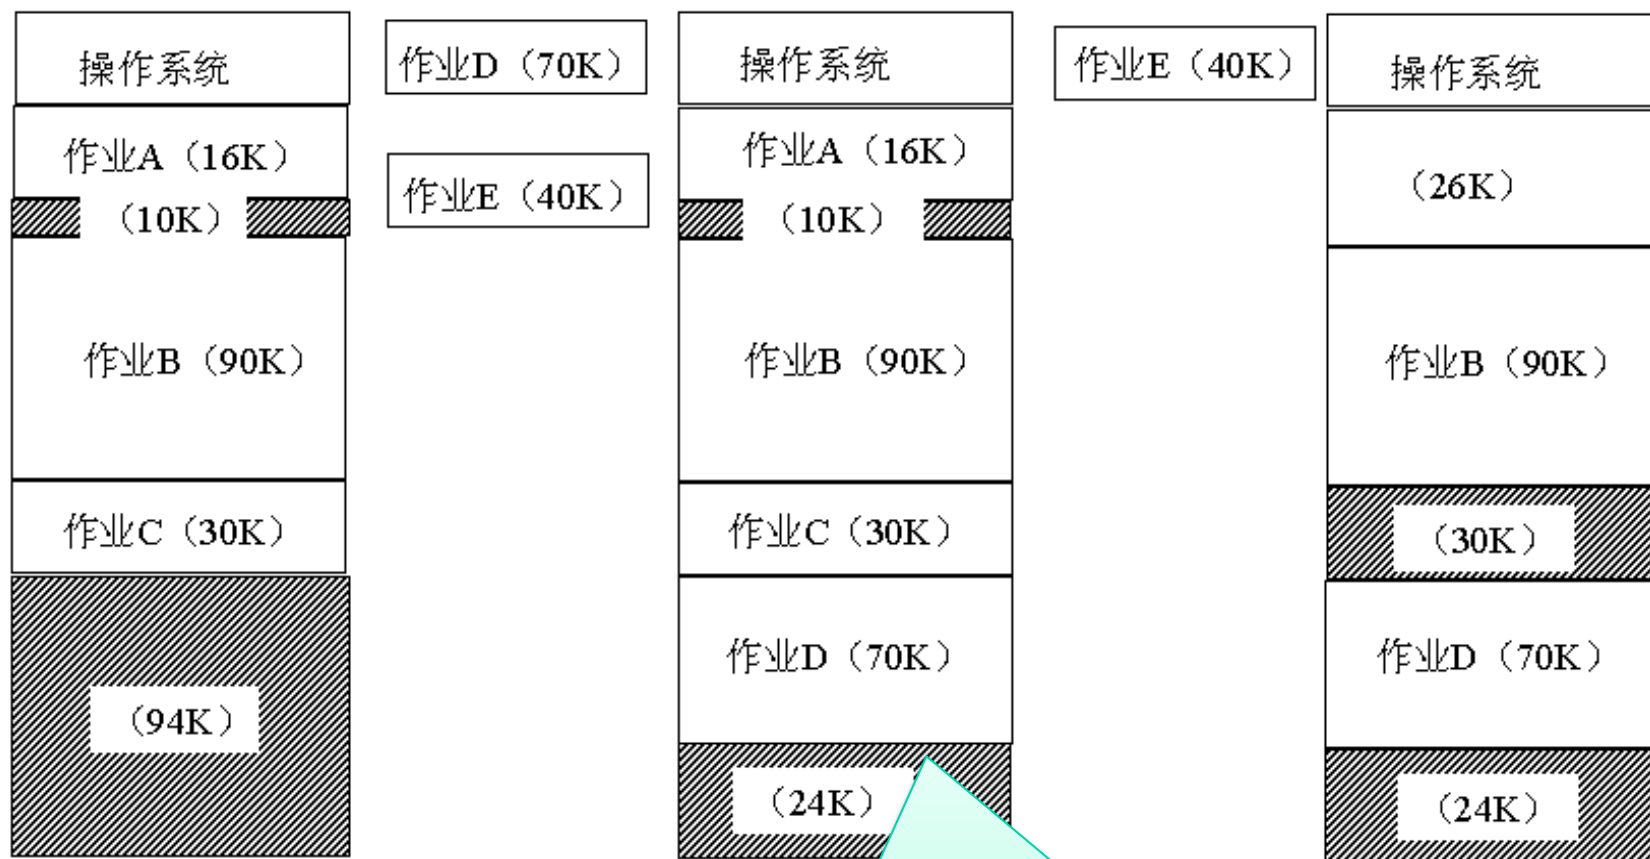 操作系统
作业A（16K）
（10K）
作业B（90K）
作业C（30K）
（94K）
作业D（70K）
作业E（40K）
操作系统
作业A（16K）
（10K）
作业B（90K）
作业C（30K）
作业D（70K）
（24K）
作业E（40K）
操作系统
（26K）
作业B（90K）
（30K）
作业D（70K）
（24K）